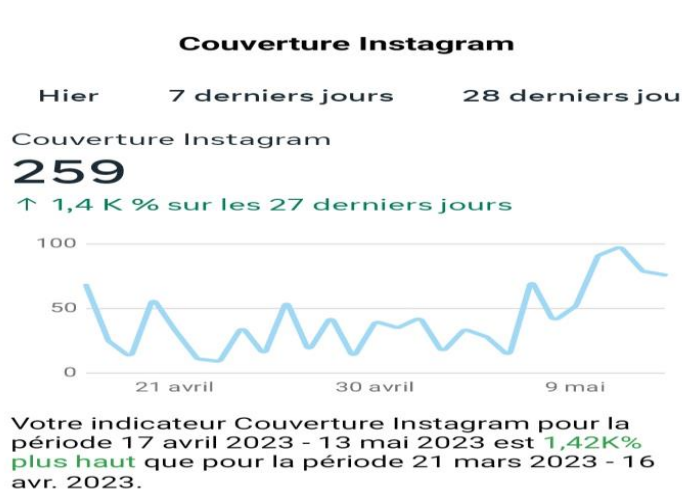 Couverture Instagram
Hier 7 derniers jours 28 derniers jou
Couverture Instagram
259
↑ 1,4 K % sur les 27 derniers jours
100
50
0
21 avril 30 avril 9 mai
Votre indicateur Couverture Instagram pour la
période 17 avril 2023 - 13 mai 2023 est 1,42K%
plus haut que pour la période 21 mars 2023 - 16
avr. 2023.